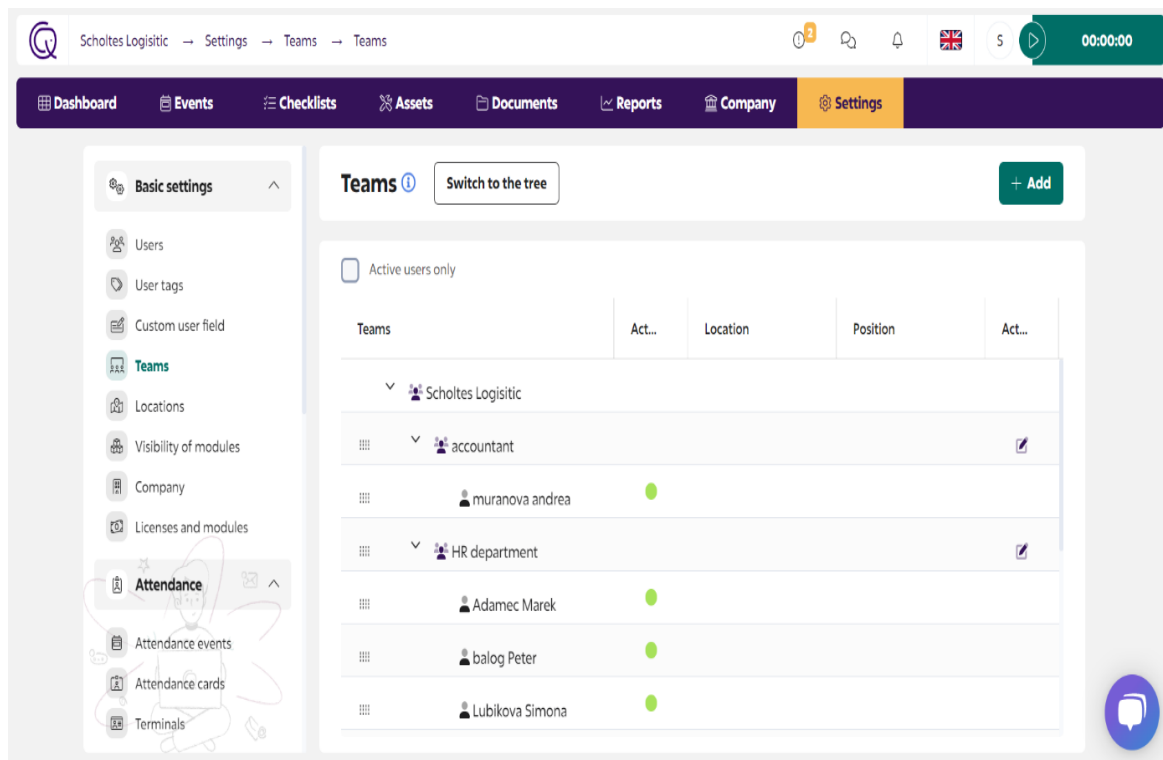 Scholtes Logisitic → Settings → Teams → Teams
2
S
00:00:00
Dashboard Events Checklists Assets Documents Reports Company Settings
Basic settings
Users
User tags
Custom user field
Teams
Locations
Visibility of modules
Company
Licenses and modules
Attendance
Attendance events
Attendance cards
Terminals
Teams Switch to the tree + Add
Active users only
Teams Act... Location Position Act...
Scholtes Logisitic
accountant
muranova andrea
HR department
Adamec Marek
balog Peter
Lubikova Simona